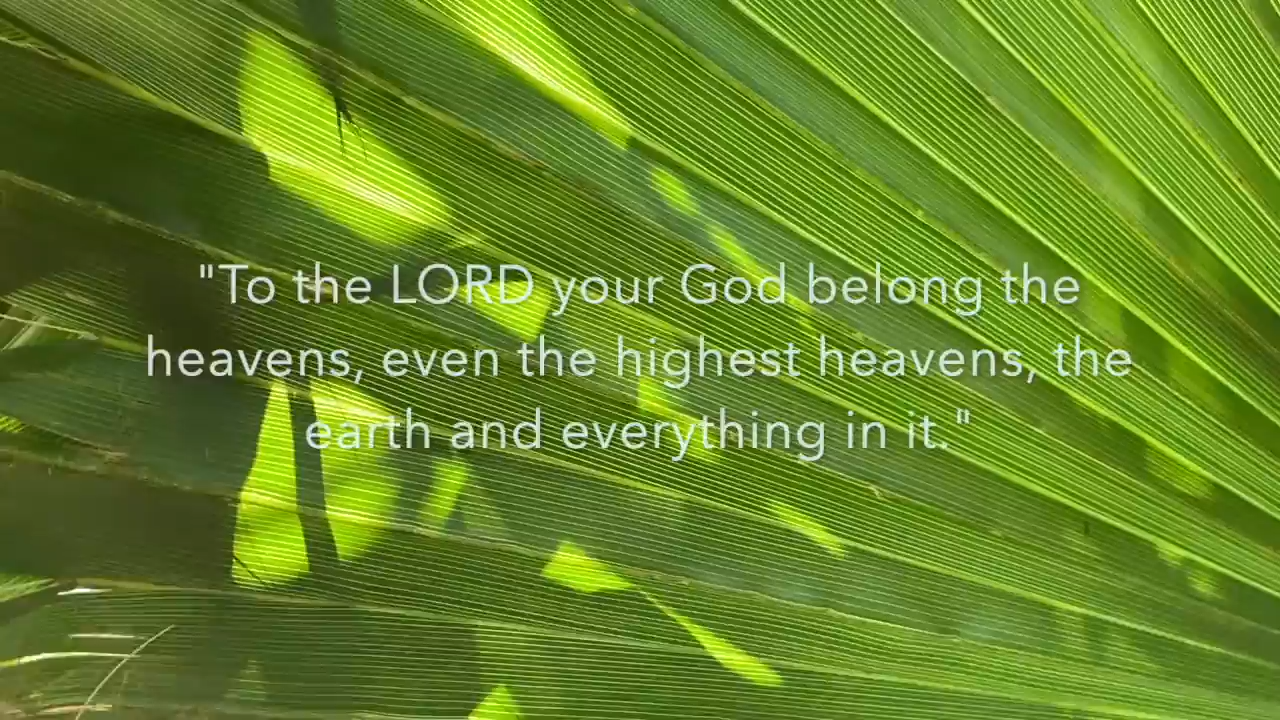 "To the LORD your God belong the
heavens, even the highest heavens, the
earth and everything in it."